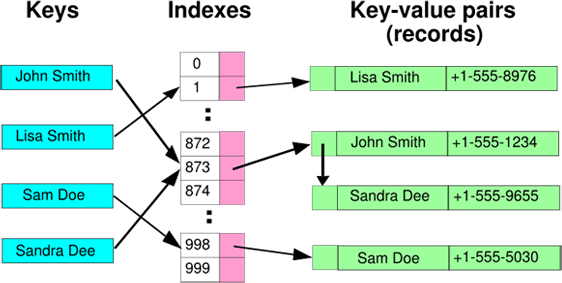 Keys
Indexes
Key-value pairs
(records)
John Smith
Lisa Smith
Sam Doe
Sandra Dee
0
1
:
872
873
874
:
998
999
Lisa Smith +1-555-8976
John Smith +1-555-1234
Sandra Dee +1-555-9655
Sam Doe +1-555-5030